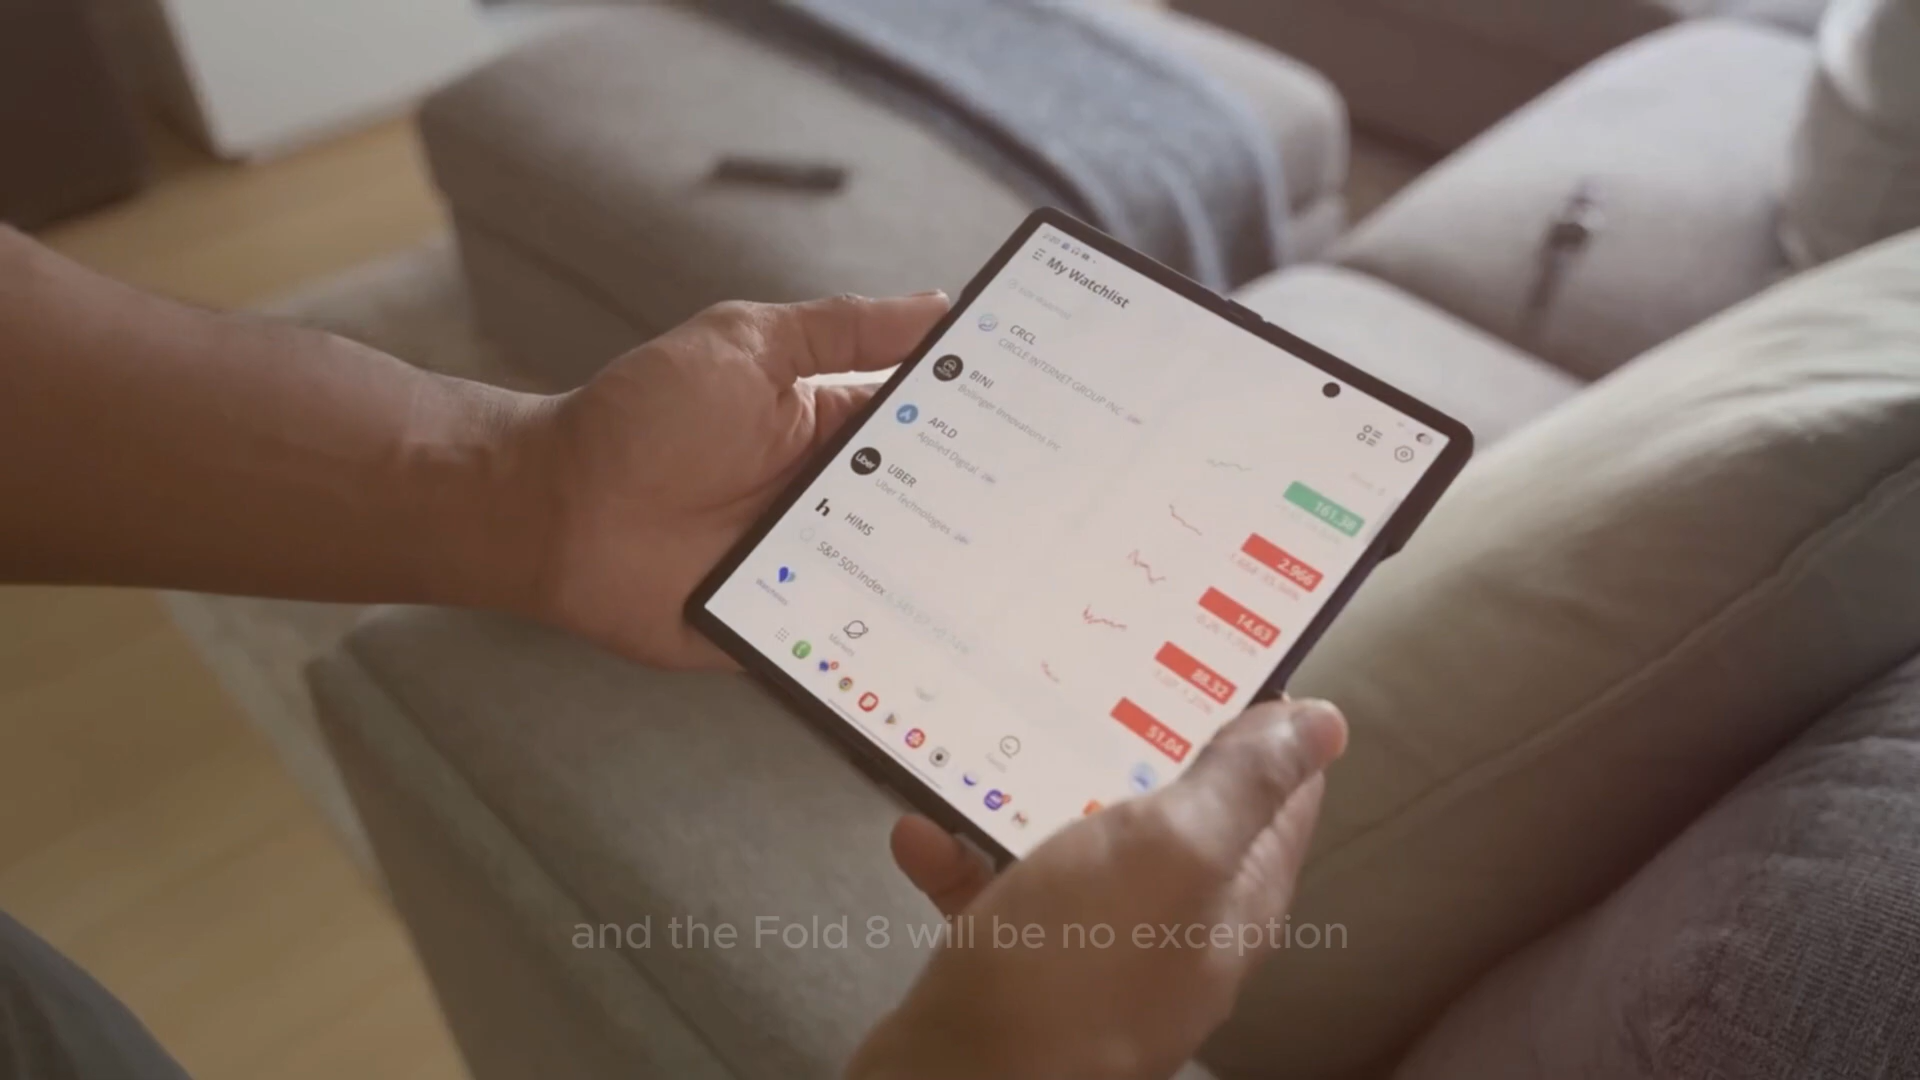 My Watchlist
CRCL
CIRCLE INTERNET GROUP INC
161.38
BINI
Bollinger Innovations Inc
2.966
APLD
Applied Digital
14.63
Uber
UBER
Uber Technologies
88.32
h
HIMS
51.04
S&P 500 Index
Markets
and the Fold 8 will be no exception